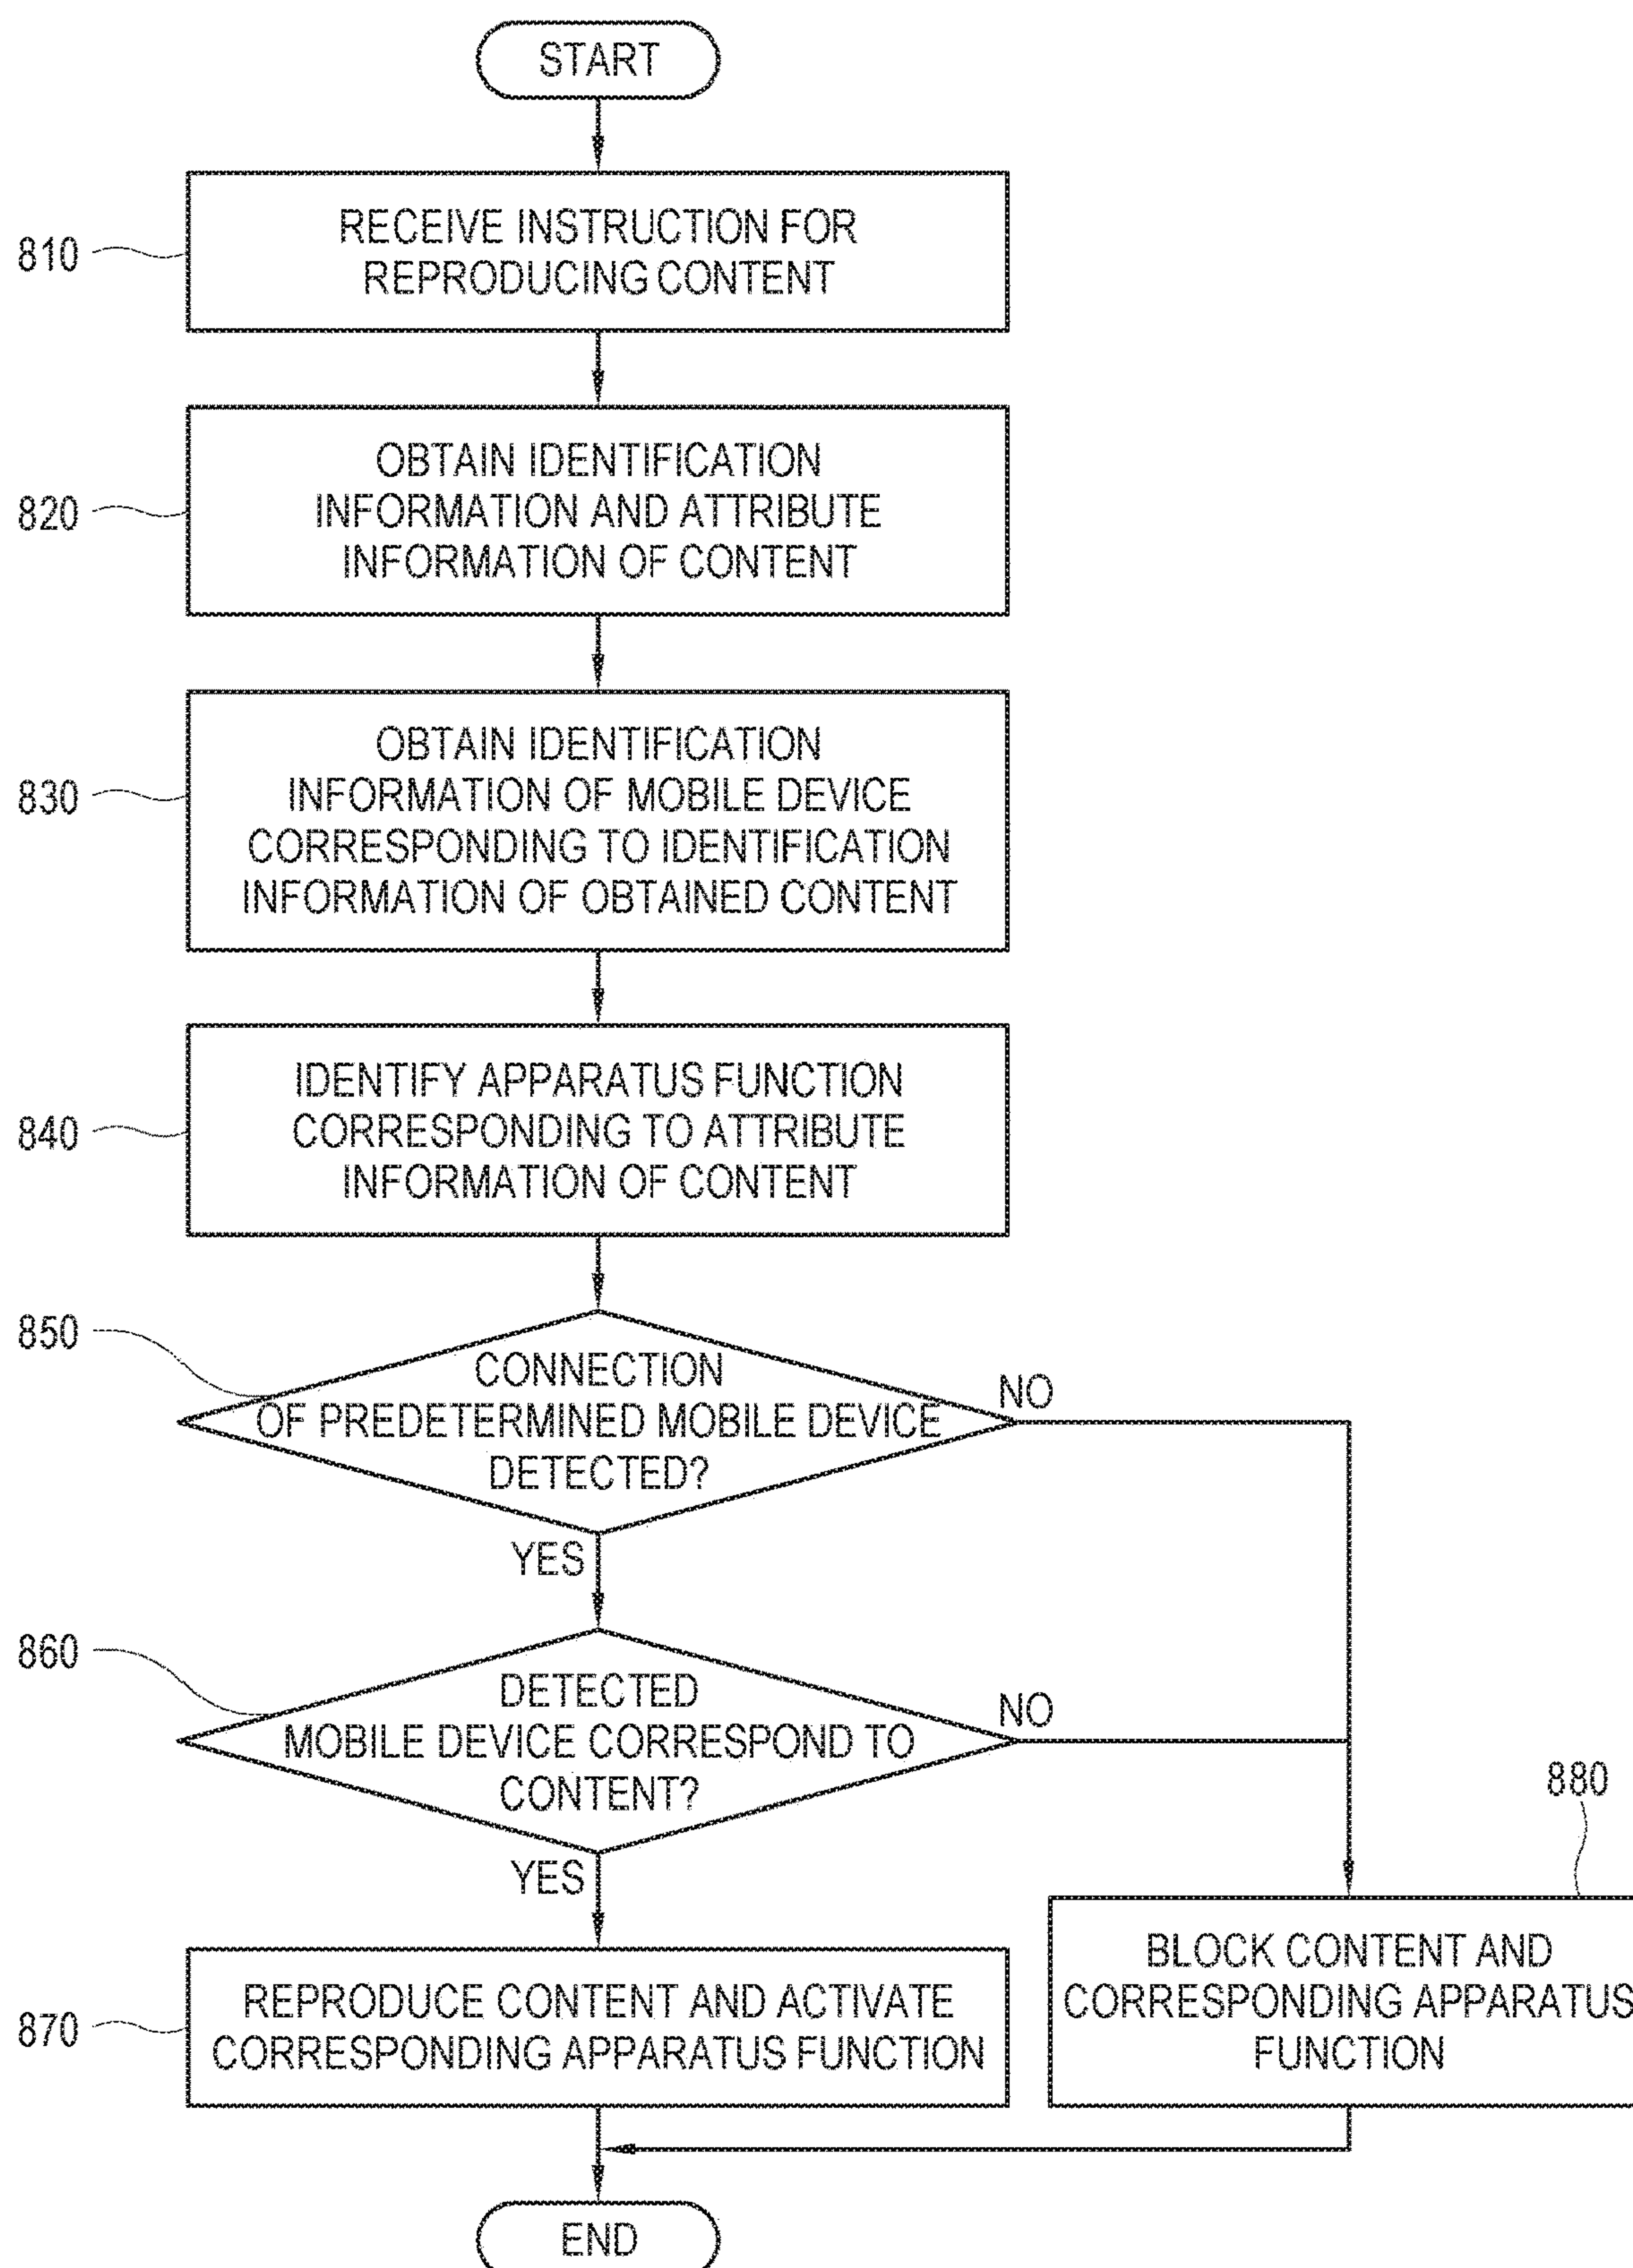 START
810
RECEIVE INSTRUCTION FOR
REPRODUCING CONTENT
820
OBTAIN IDENTIFICATION
INFORMATION AND ATTRIBUTE
INFORMATION OF CONTENT
830
OBTAIN IDENTIFICATION
INFORMATION OF MOBILE DEVICE
CORRESPONDING TO IDENTIFICATION
INFORMATION OF OBTAINED CONTENT
840
IDENTIFY APPARATUS FUNCTION
CORRESPONDING TO ATTRIBUTE
INFORMATION OF CONTENT
850
CONNECTION
OF PREDETERMINED MOBILE DEVICE
DETECTED?
NO
YES
860
DETECTED
MOBILE DEVICE CORRESPOND TO
CONTENT?
NO
YES
870
REPRODUCE CONTENT AND ACTIVATE
CORRESPONDING APPARATUS FUNCTION
880
BLOCK CONTENT AND
CORRESPONDING APPARATUS
FUNCTION
END